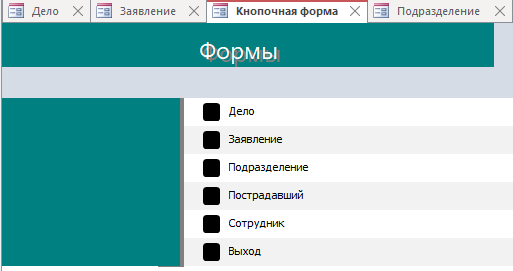 Дело
Заявление
Кнопочная форма
Подразделение
Формы
Дело
Заявление
Подразделение
Пострадавший
Сотрудник
Выход